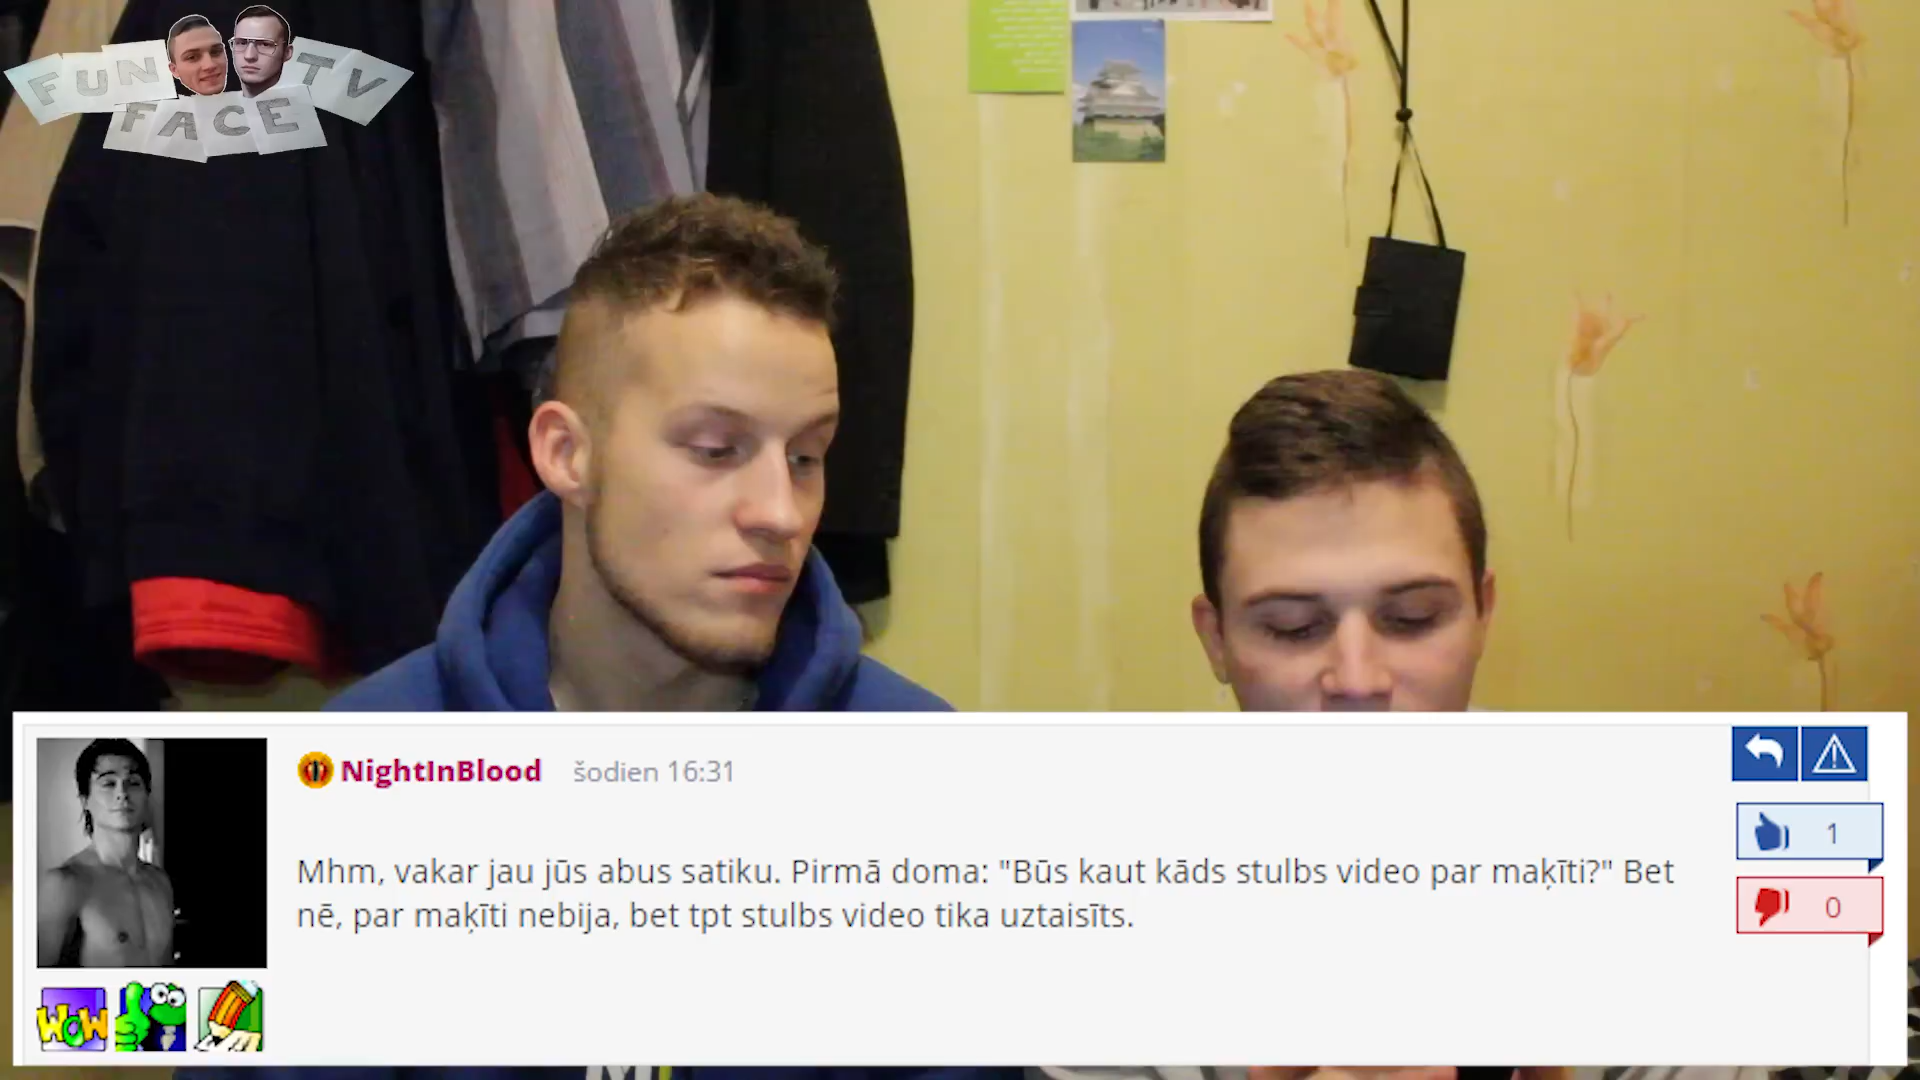 FUN TV
FACE
NightInBlood šodien 16:31
1
Mhm, vakar jau jūs abus satiku. Pirmā doma: "Būs kaut kāds stulbs video par maķīti?" Bet
nē, par maķīti nebija, bet tpt stulbs video tika uztaisīts.
0
WOW